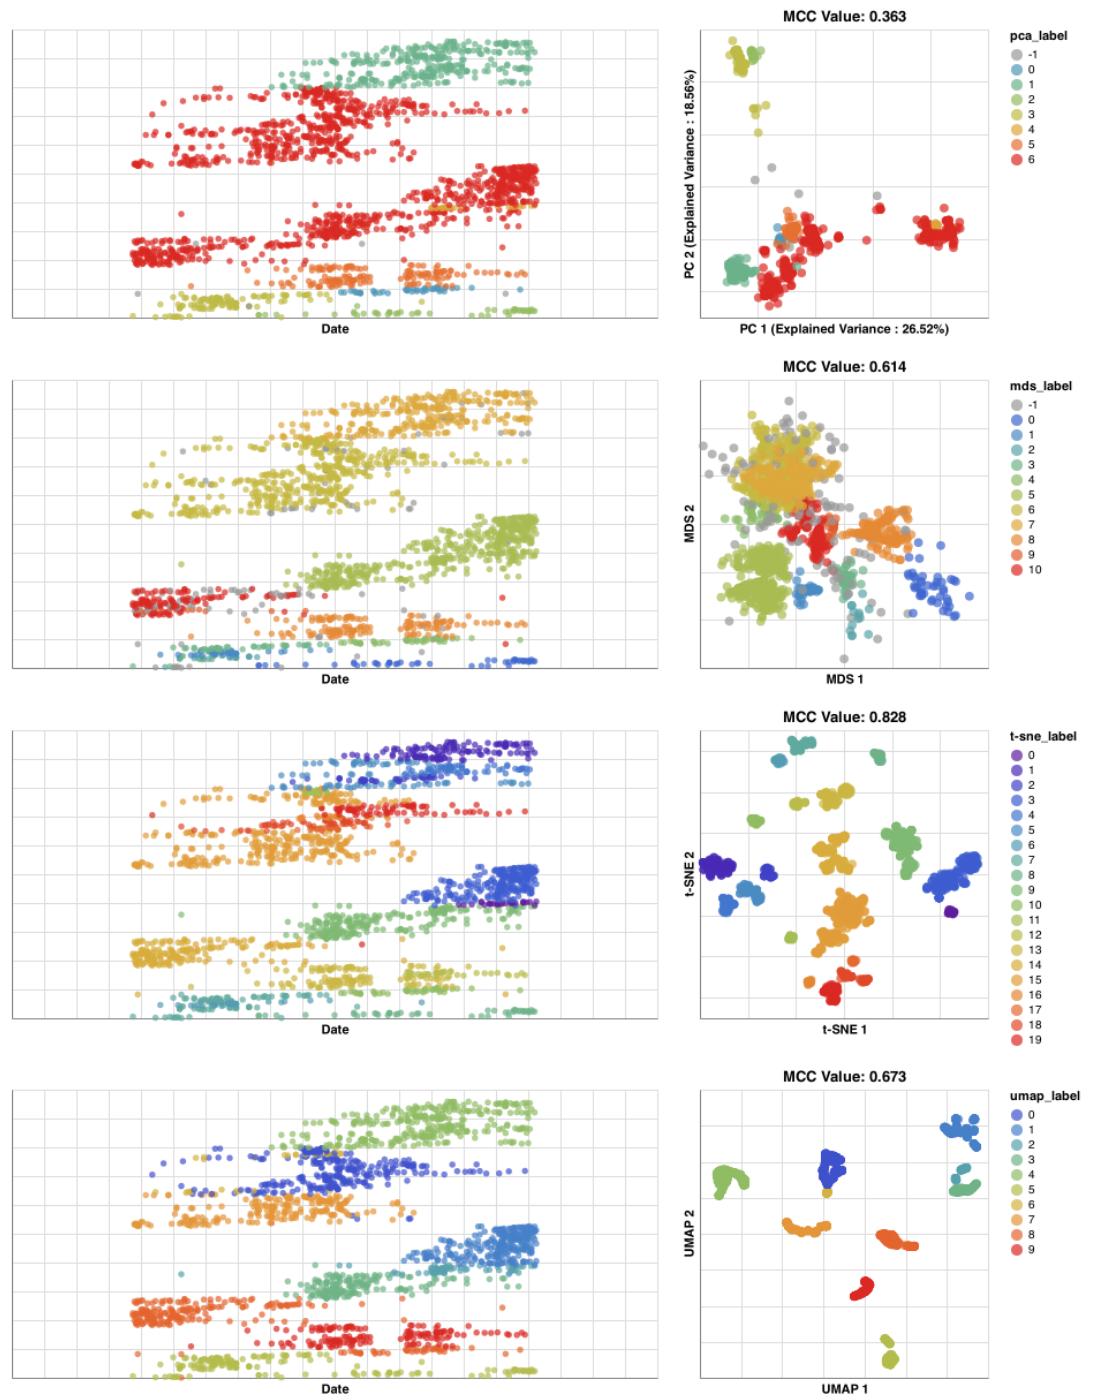 MCC Value: 0.363
pca_label
-1
0
1
2
3
4
5
6
PC 2 (Explained Variance : 18.56%)
Date
PC 1 (Explained Variance : 26.52%)
MCC Value: 0.614
mds_label
-1
0
1
2
3
4
5
6
7
8
9
10
MDS 2
Date
MDS 1
MCC Value: 0.828
t-sne_label
0
1
2
3
4
5
6
7
8
9
10
11
12
13
14
15
16
17
18
19
t-SNE 2
Date
t-SNE 1
MCC Value: 0.673
umap_label
0
1
2
3
4
5
6
7
8
9
UMAP 2
Date
UMAP 1